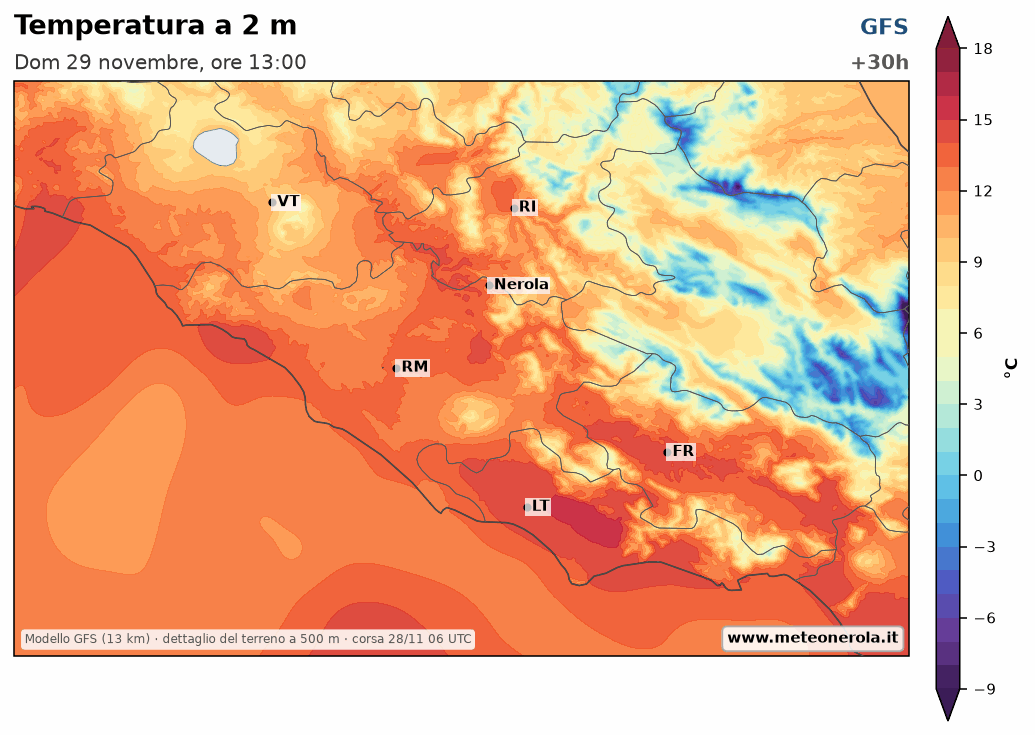 Temperatura a 2 m
GFS
Dom 29 novembre, ore 13:00
+30h
VT
RI
Nerola
RM
FR
LT
Modello GFS (13 km) · dettaglio del terreno a 500 m · corsa 28/11 06 UTC
www.meteonerola.it
18
15
12
9
6
3
0
−3
−6
−9
°C